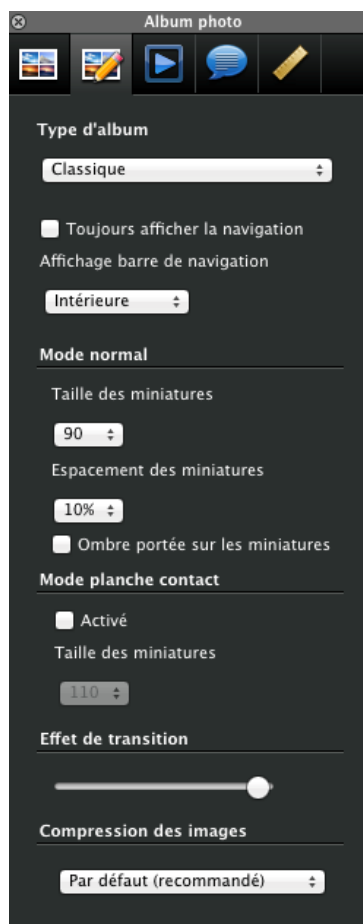 Album photo
Type d'album
Classique
Toujours afficher la navigation
Affichage barre de navigation
Intérieure
Mode normal
Taille des miniatures
90
Espacement des miniatures
10%
Ombre portée sur les miniatures
Mode planche contact
Activé
Taille des miniatures
110
Effet de transition
Compression des images
Par défaut (recommandé)